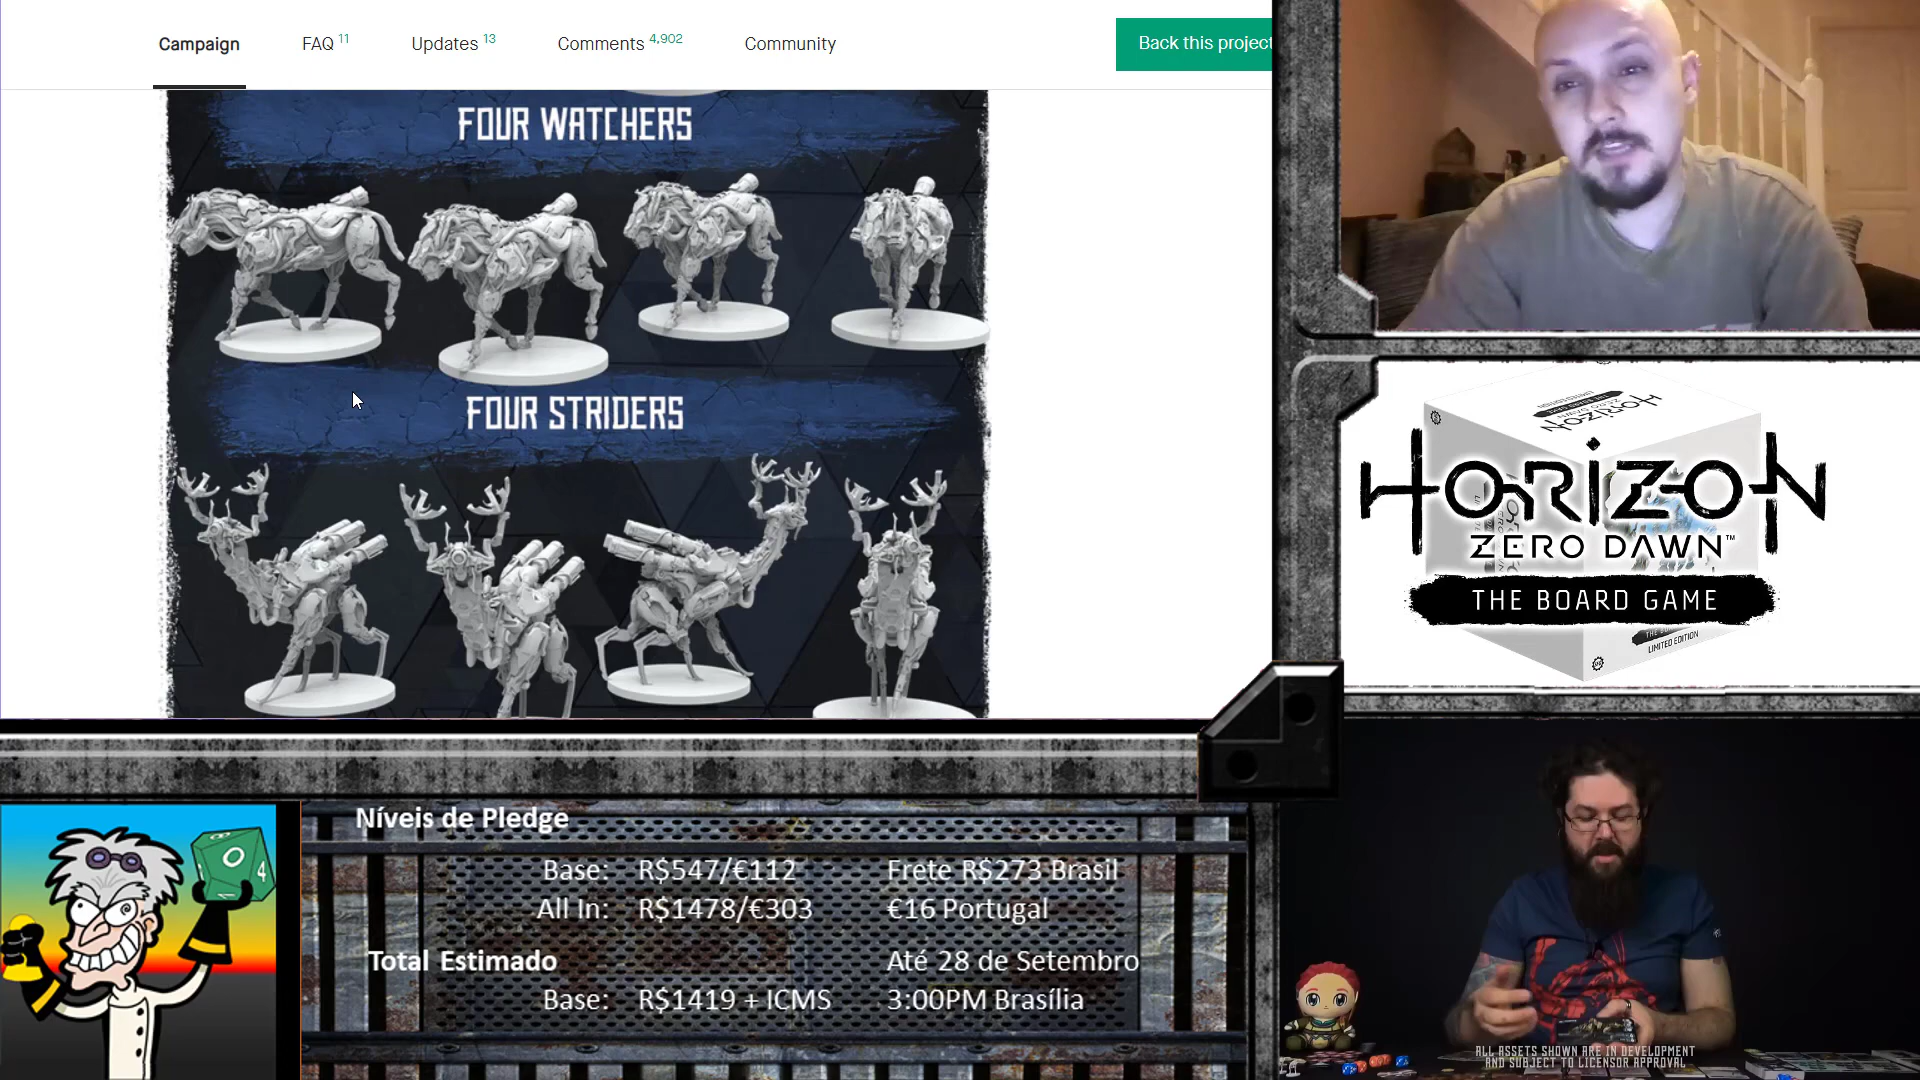 Campaign FAQ 11 Updates 13 Comments 4,902 Community Back this project
FOUR WATCHERS
FOUR STRIDERS
HORIZON
ZERO DAWN™
THE BOARD GAME
LIMITED EDITION
Níveis de Pledge
Base: R$547/€112 Frete R$273 Brasil
All In: R$1478/€303 €16 Portugal
Total Estimado Até 28 de Setembro
Base: R$1419 + ICMS 3:00PM Brasília
0
4
ALL ASSETS SHOWN ARE IN DEVELOPMENT
AND SUBJECT TO LICENSOR APPROVAL